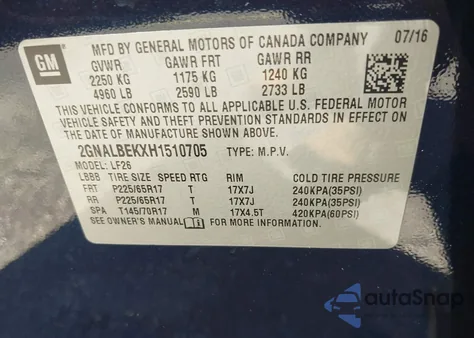 GM
MFD BY GENERAL MOTORS OF CANADA COMPANY 07/16
GVWR GAWR FRT GAWR RR
2250 KG 1175 KG 1240 KG
4960 LB 2590 LB 2733 LB
THIS VEHICLE CONFORMS TO ALL APPLICABLE U.S. FEDERAL MOTOR
VEHICLE SAFETY AND THEFT PREVENTION STANDARDS IN EFFECT ON
THE DATE OF MANUFACTURE SHOWN ABOVE.
2GNALBEKXH1510705 TYPE: M.P.V.
MODEL: LF26
LBBB TIRE SIZE SPEED RTG RIM COLD TIRE PRESSURE
FRT P225/65R17 T 17X7J 240KPA(35PSI)
RR P225/65R17 T 17X7J 240KPA(35PSI)
SPA T145/70R17 M 17X4.5T 420KPA(60PSI)
SEE OWNER'S MANUAL FOR MORE INFORMATION.
autoSnap